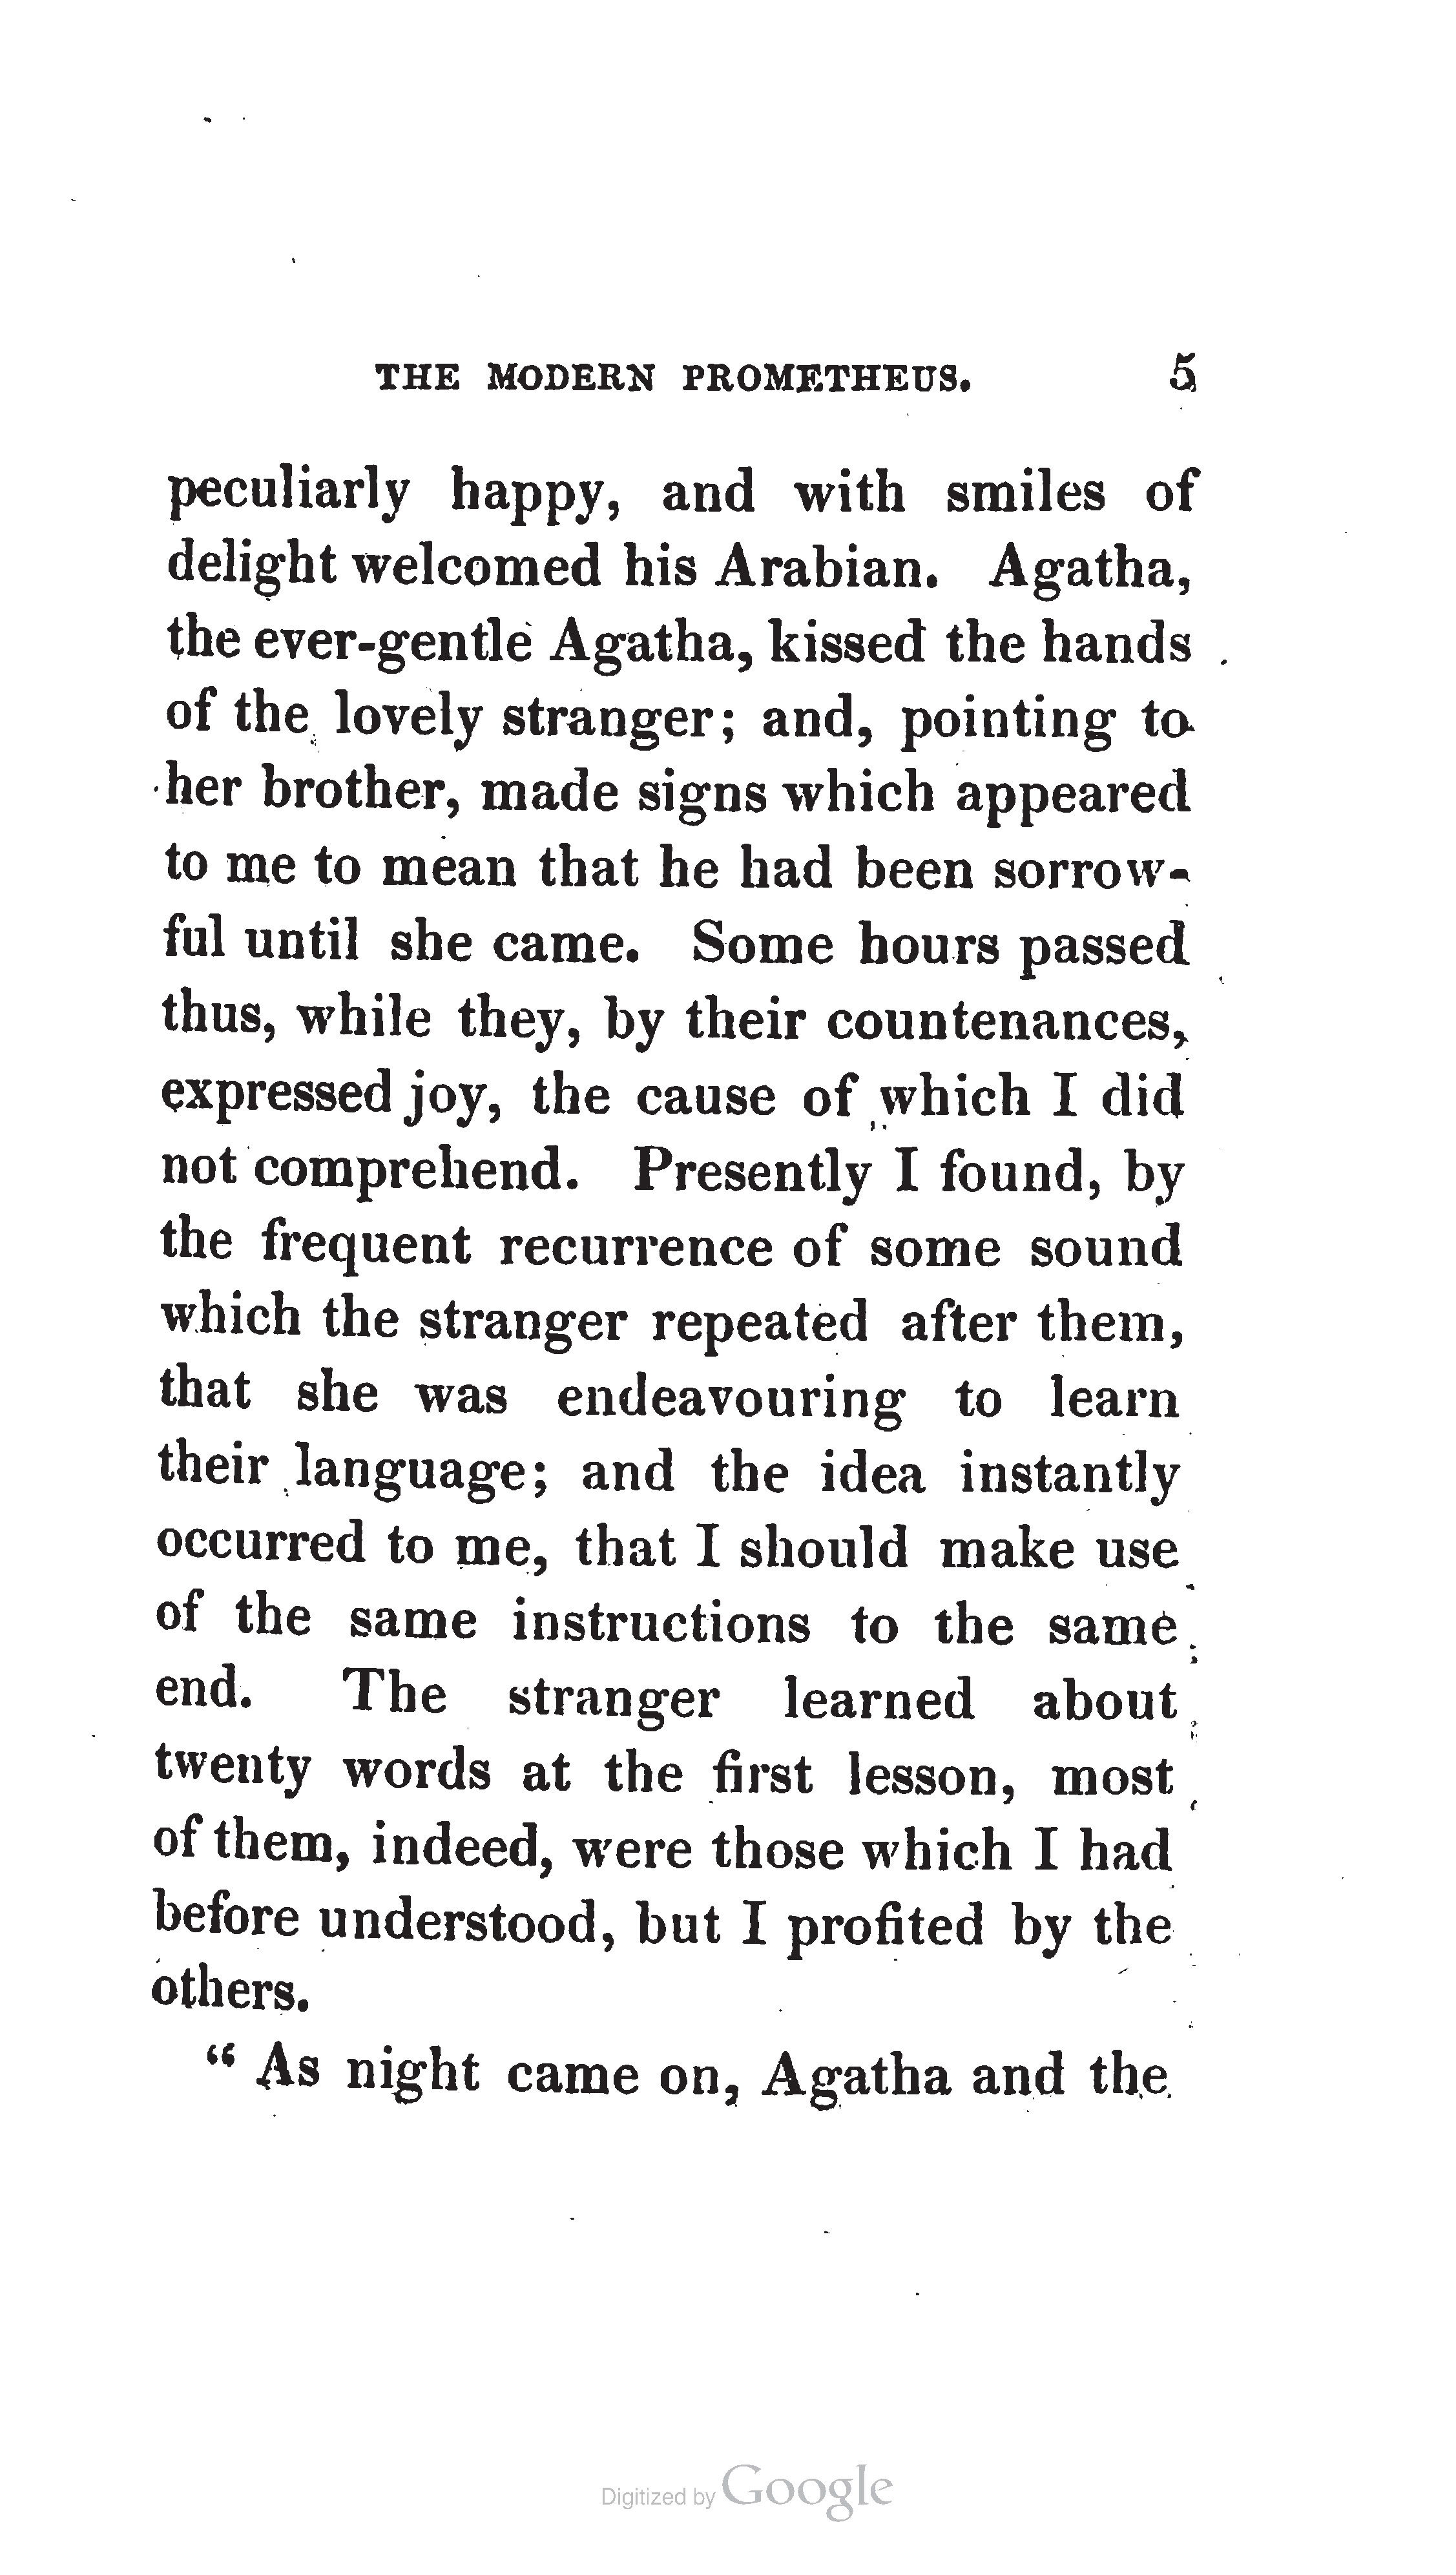 THE MODERN PROMETHEUS. 5
peculiarly happy, and with smiles of
delight welcomed his Arabian. Agatha,
the ever-gentle Agatha, kissed the hands
of the lovely stranger; and, pointing to
her brother, made signs which appeared
to me to mean that he had been sorrow-
ful until she came. Some hours passed
thus, while they, by their countenances,
expressed joy, the cause of which I did
not comprehend. Presently I found, by
the frequent recurrence of some sound
which the stranger repeated after them,
that she was endeavouring to learn
their language; and the idea instantly
occurred to me, that I should make use
of the same instructions to the same
end. The stranger learned about
twenty words at the first lesson, most
of them, indeed, were those which I had
before understood, but I profited by the
others.
“ As night came on, Agatha and the
Digitized by Google